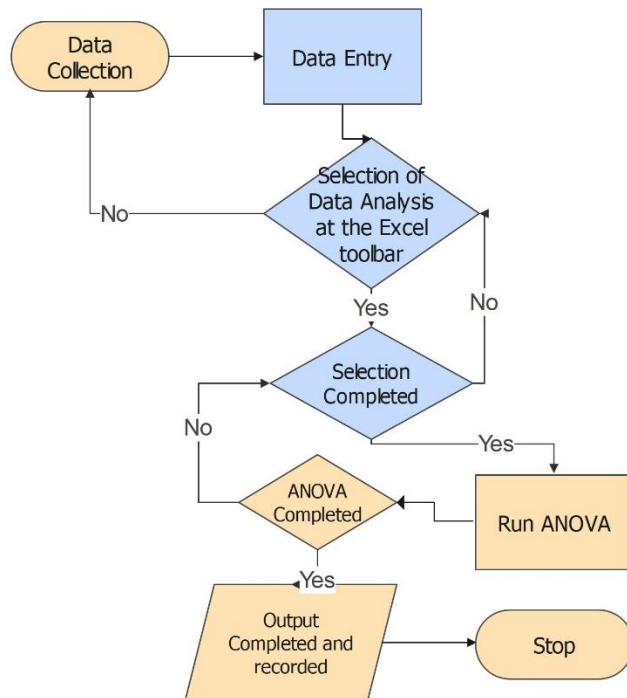 Data
Collection
Data Entry
Selection of
Data Analysis
at the Excel
toolbar
No
Yes
No
Selection
Completed
No
Yes
ANOVA
Completed
Run ANOVA
Yes
Output
Completed and
recorded
Stop